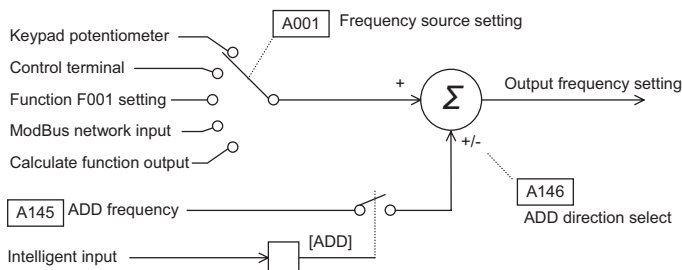 A001 Frequency source setting
Keypad potentiometer
Control terminal
Function F001 setting
ModBus network input
Calculate function output
+
Σ
Output frequency setting
+/-
A146
ADD direction select
A145 ADD frequency
[ADD]
Intelligent input